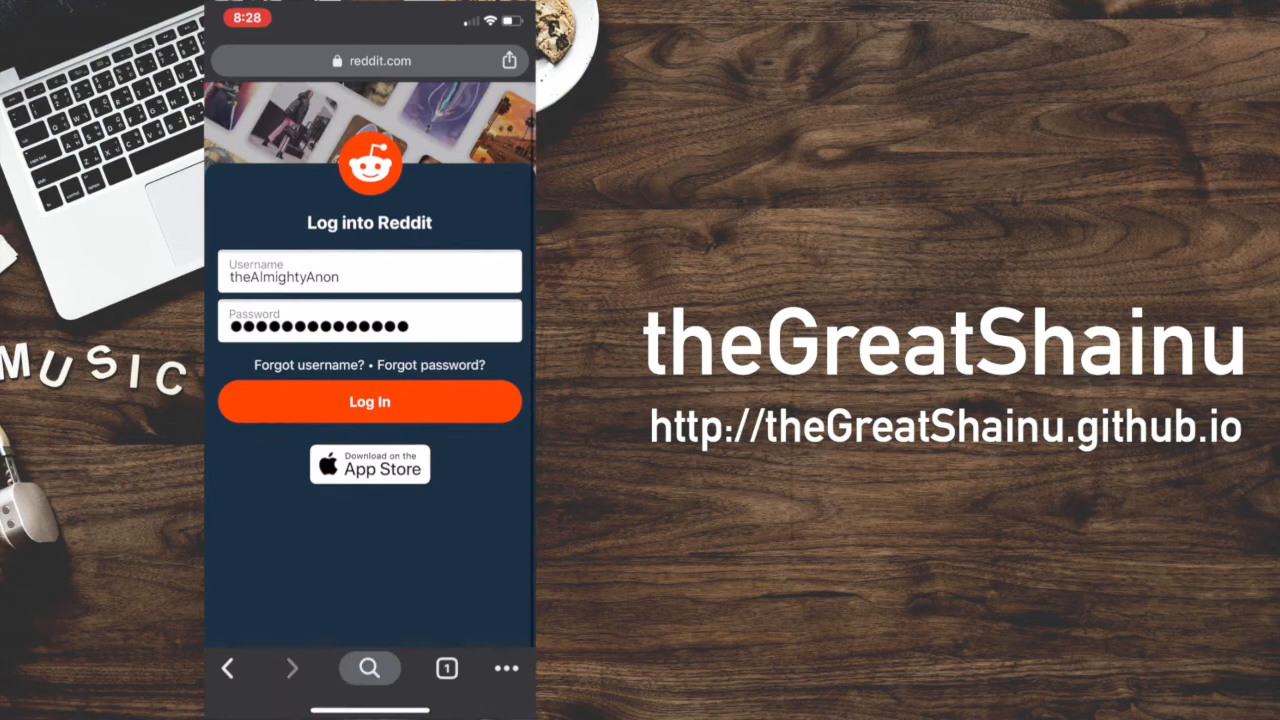 8:28
reddit.com
Log into Reddit
Username
theAlmightyAnon
Password
●●●●●●●●●●●●●●
Forgot username? • Forgot password?
Log In
Download on the
App Store
1
MUSIC
theGreatShainu
http://theGreatShainu.github.io